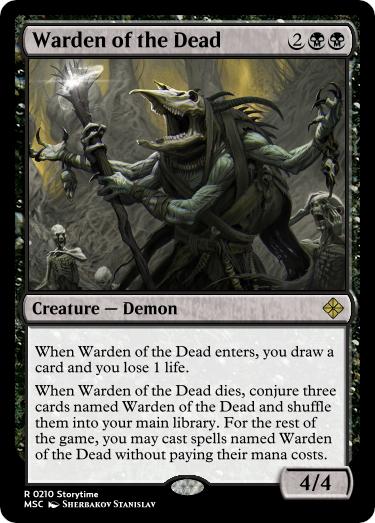 Warden of the Dead 2
Creature — Demon
When Warden of the Dead enters, you draw a
card and you lose 1 life.
When Warden of the Dead dies, conjure three
cards named Warden of the Dead and shuffle
them into your main library. For the rest of
the game, you may cast spells named Warden
of the Dead without paying their mana costs.
4/4
R 0210 Storytime
MSC Sherbakov Stanislav